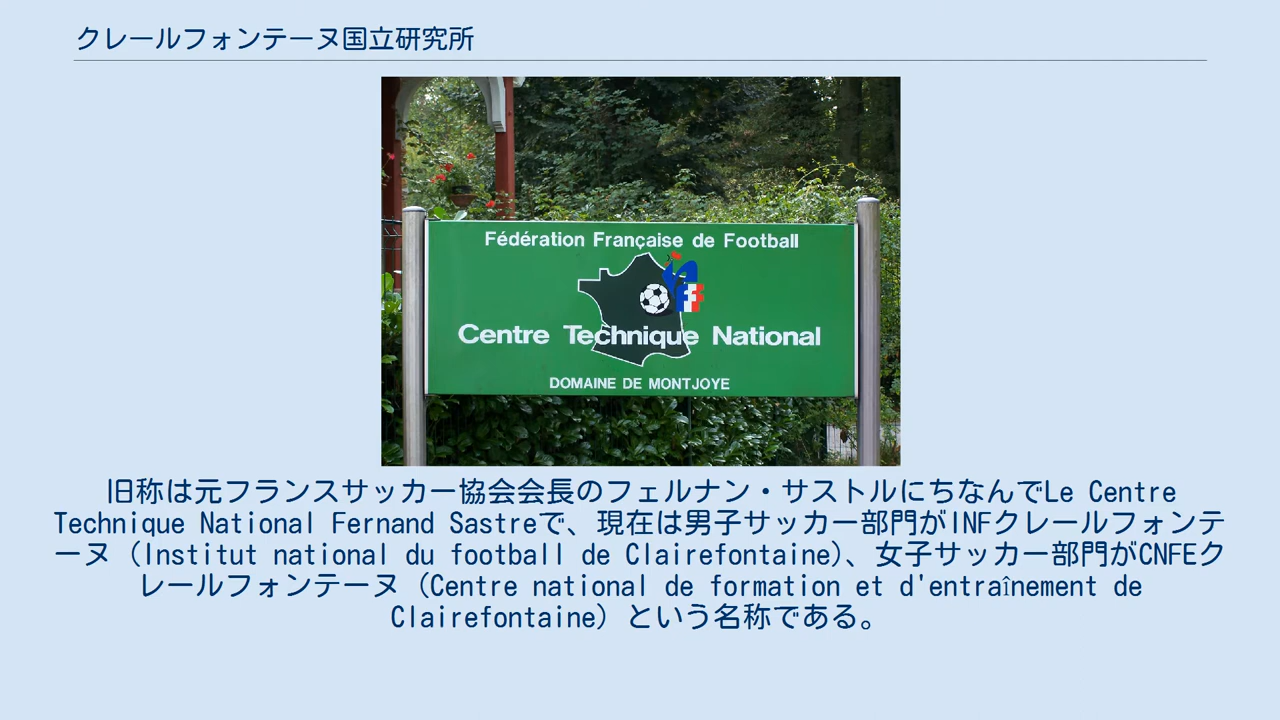 クレールフォンテーヌ国立研究所
Fédération Française de Football
FF
Centre Technique National
DOMAINE DE MONTJOYE
旧称は元フランスサッカー協会会長のフェルナン・サストルにちなんでLe Centre
Technique National Fernand Sastreで、現在は男子サッカー部門がINFクレールフォンテ
ーヌ（Institut national du football de Clairefontaine)、女子サッカー部門がCNFEク
レールフォンテーヌ（Centre national de formation et d'entraînement de
Clairefontaine）という名称である。